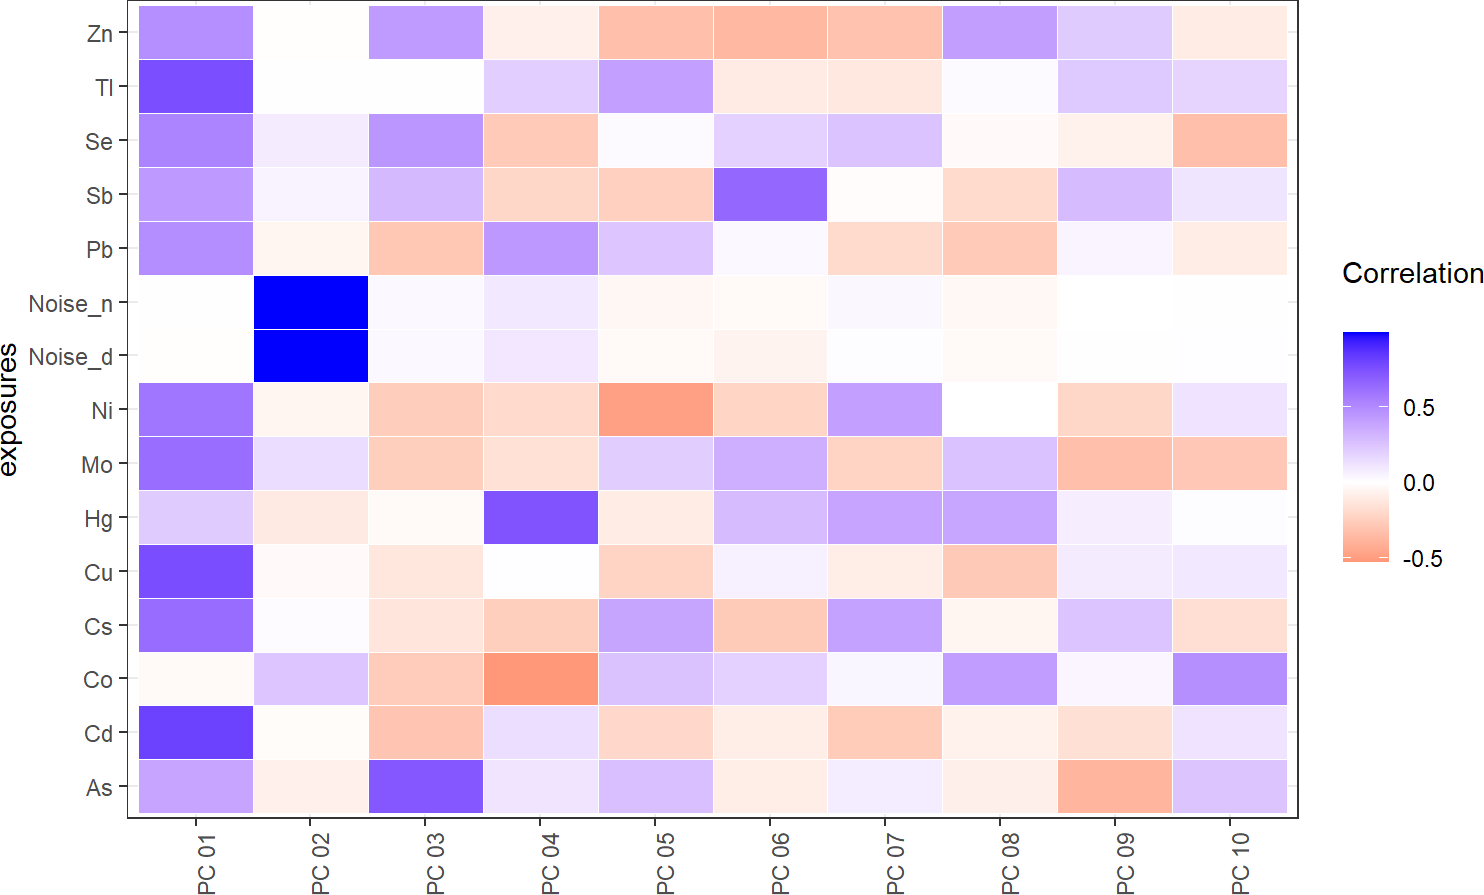 exposures
Zn
Tl
Se
Sb
Pb
Noise_n
Noise_d
Ni
Mo
Hg
Cu
Cs
Co
Cd
As
PC 01
PC 02
PC 03
PC 04
PC 05
PC 06
PC 07
PC 08
PC 09
PC 10
Correlation
0.5
0.0
-0.5